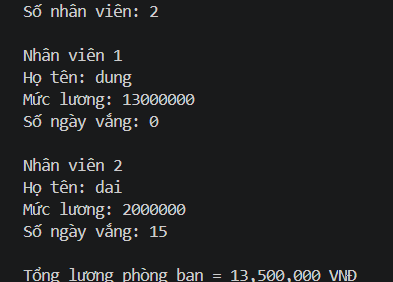 Số nhân viên: 2
Nhân viên 1
Họ tên: dung
Mức lương: 13000000
Số ngày vắng: 0
Nhân viên 2
Họ tên: dai
Mức lương: 2000000
Số ngày vắng: 15
Tổng lương phòng ban = 13,500,000 VNĐ